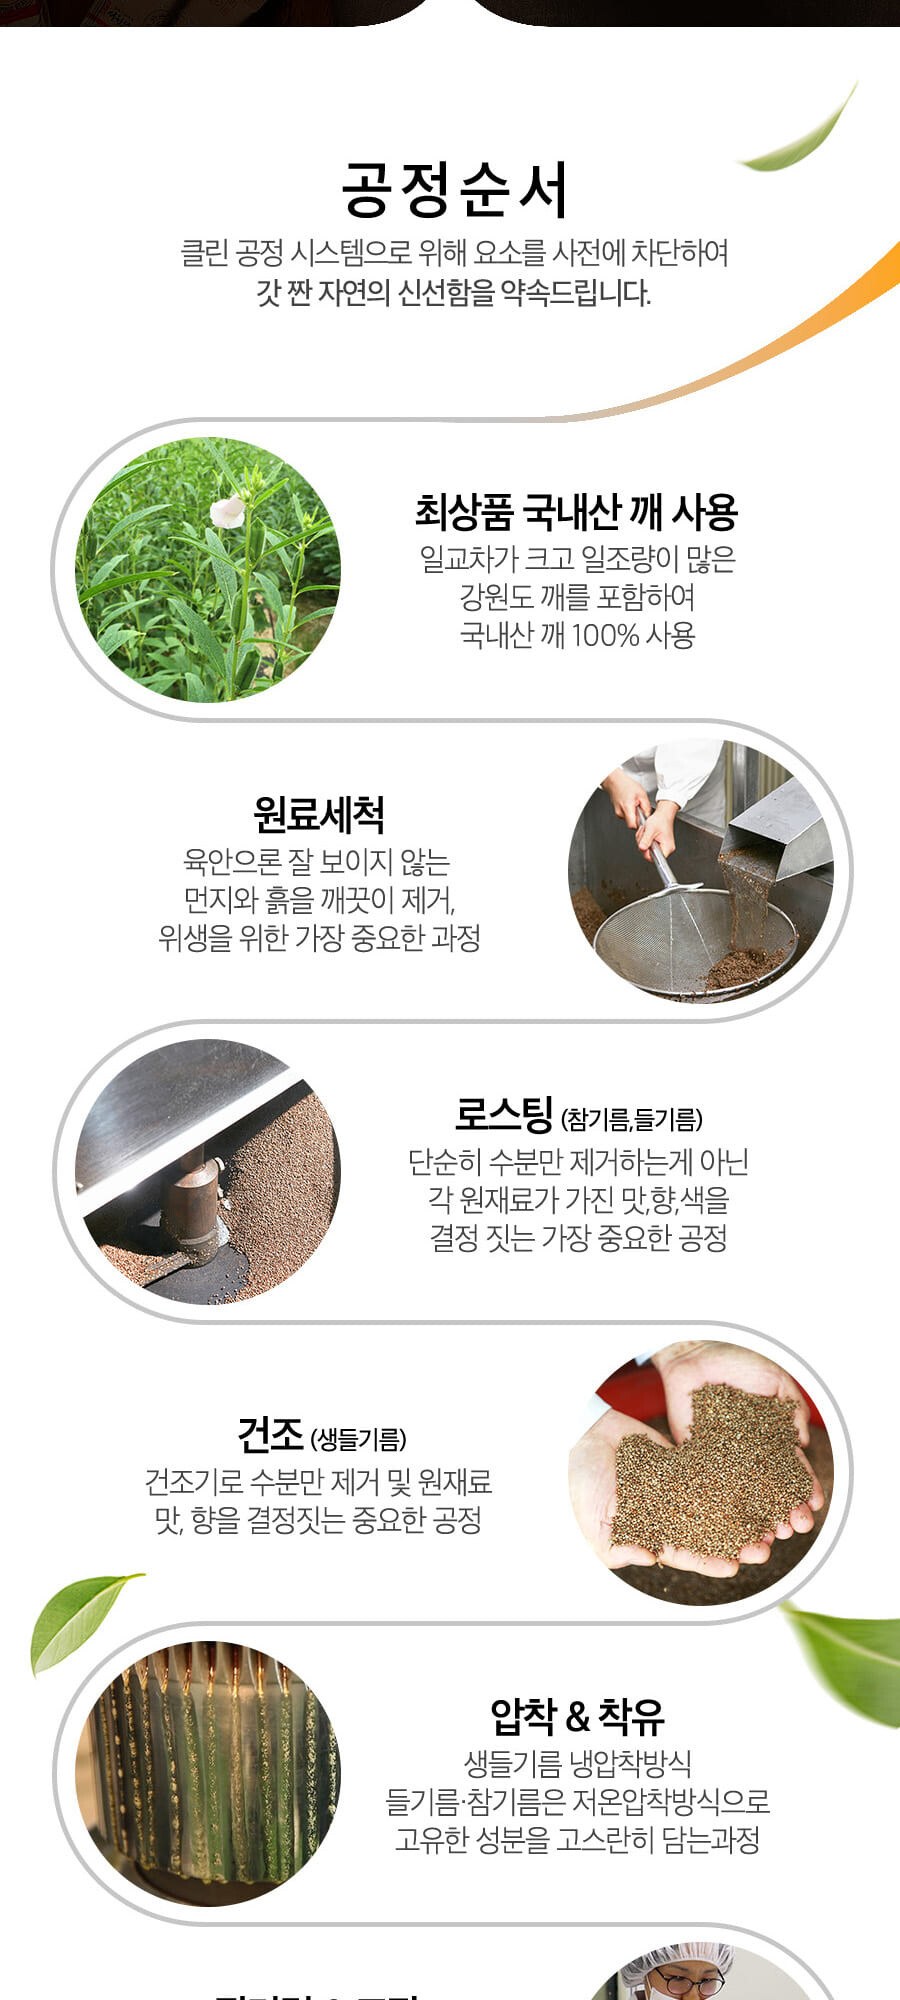 공정순서
클린 공정 시스템으로 위해 요소를 사전에 차단하여
갓 짠 자연의 신선함을 약속드립니다.
최상품 국내산 깨 사용
일교차가 크고 일조량이 많은
강원도 깨를 포함하여
국내산 깨 100% 사용
원료세척
육안으론 잘 보이지 않는
먼지와 흙을 깨끗이 제거,
위생을 위한 가장 중요한 과정
로스팅 (참기름,들기름)
단순히 수분만 제거하는게 아닌
각 원재료가 가진 맛,향,색을
결정 짓는 가장 중요한 공정
건조 (생들기름)
건조기로 수분만 제거 및 원재료
맛, 향을 결정짓는 중요한 공정
압착 & 착유
생들기름 냉압착방식
들기름·참기름은 저온압착방식으로
고유한 성분을 고스란히 담는과정